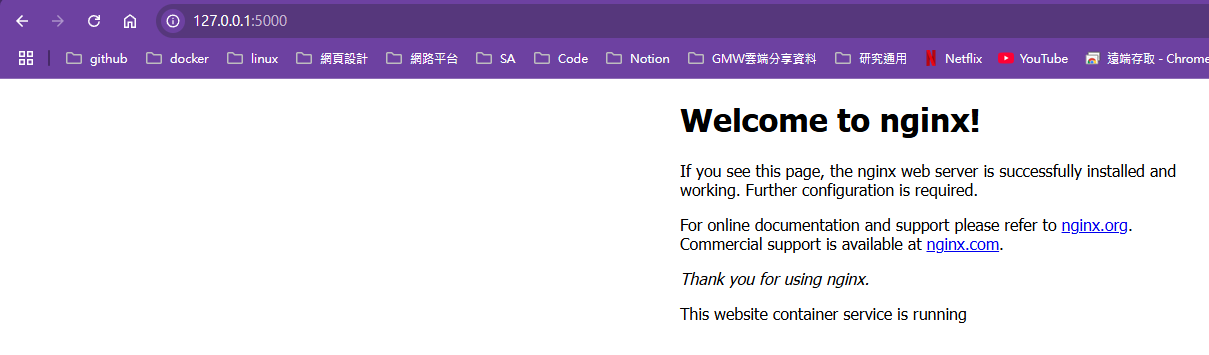 127.0.0.1:5000
github docker linux 網頁設計 網路平台 SA Code Notion GMW雲端分享資料 研究通用 Netflix YouTube 遠端存取 - Chrome
Welcome to nginx!
If you see this page, the nginx web server is successfully installed and
working. Further configuration is required.
For online documentation and support please refer to nginx.org.
Commercial support is available at nginx.com.
Thank you for using nginx.
This website container service is running